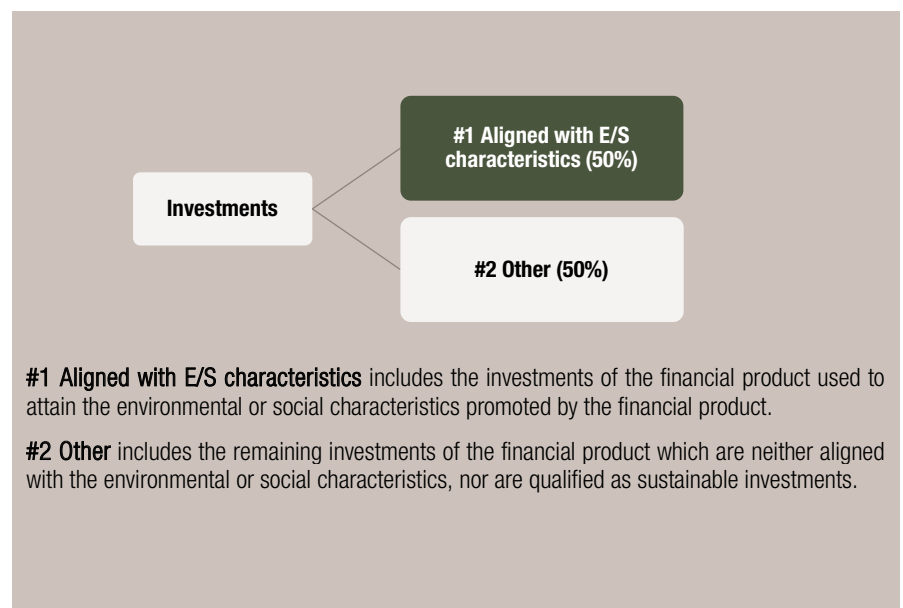 #1 Aligned with E/S
characteristics (50%)
Investments
#2 Other (50%)
#1 Aligned with E/S characteristics includes the investments of the financial product used to
attain the environmental or social characteristics promoted by the financial product.
#2 Other includes the remaining investments of the financial product which are neither aligned
with the environmental or social characteristics, nor are qualified as sustainable investments.